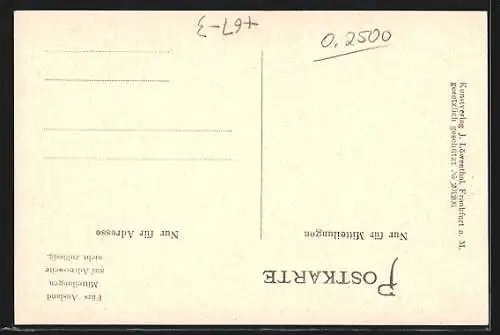 POSTKARTE
Nur für Mitteilungen
Nur für Adresse
Fürs Ausland
Mitteilungen
auf Adressseite
nicht zulässig.
Kunstverlag J. Löwenthal, Frankfurt a. M.
gesetzlich geschützt №
+67-3
0,2500